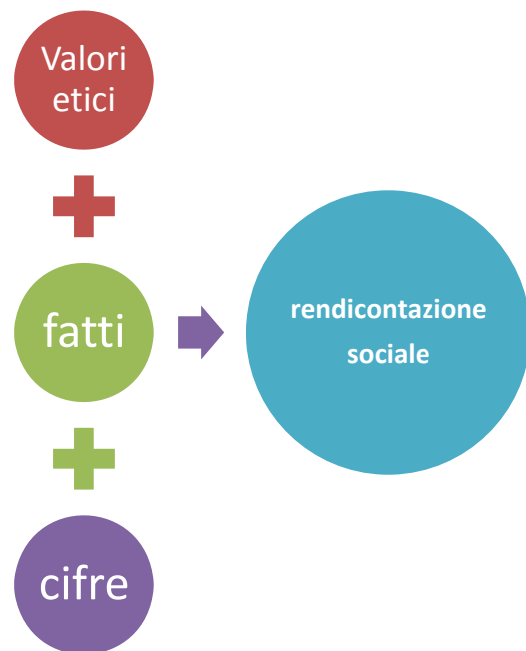 Valori
etici
fatti
rendicontazione
sociale
cifre